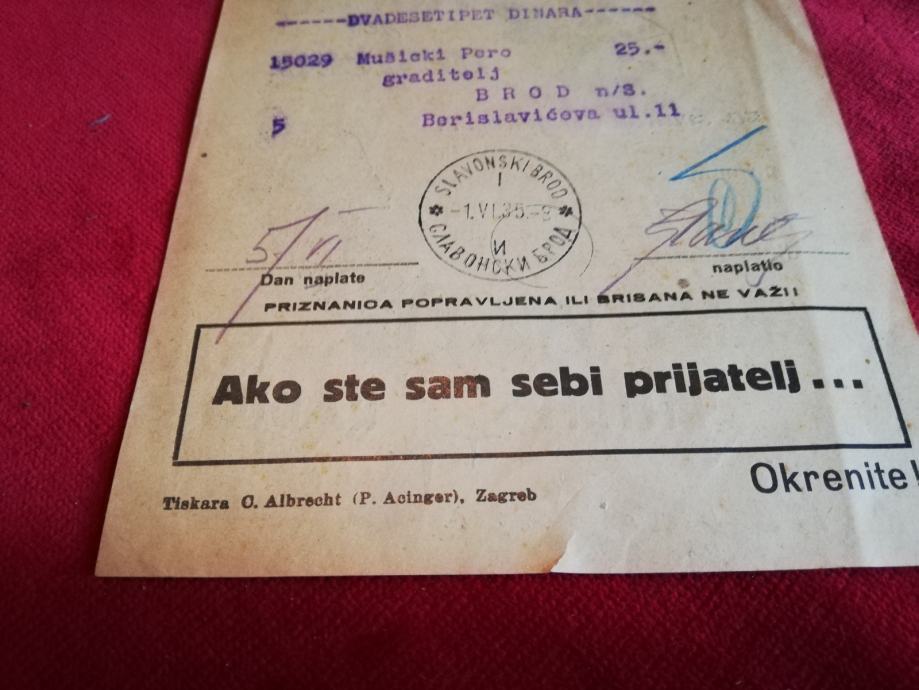 ------DVADESETIPET DINARA------
15029 Mušicki Pero 25.-
graditelj
BROD n/S.
5 Borislavićeva ul.11
SLAVONSKI BROD
I
-1.VI.35.-9
И
СЛАВОНСКИ БРОД
5/VI
Dan naplate
naplatio
PRIZNANICA POPRAVLJENA ILI BRISANA NE VAŽI!
Ako ste sam sebi prijatelj...
Okrenite!
Tiskara C. Albrecht (P. Acinger), Zagreb